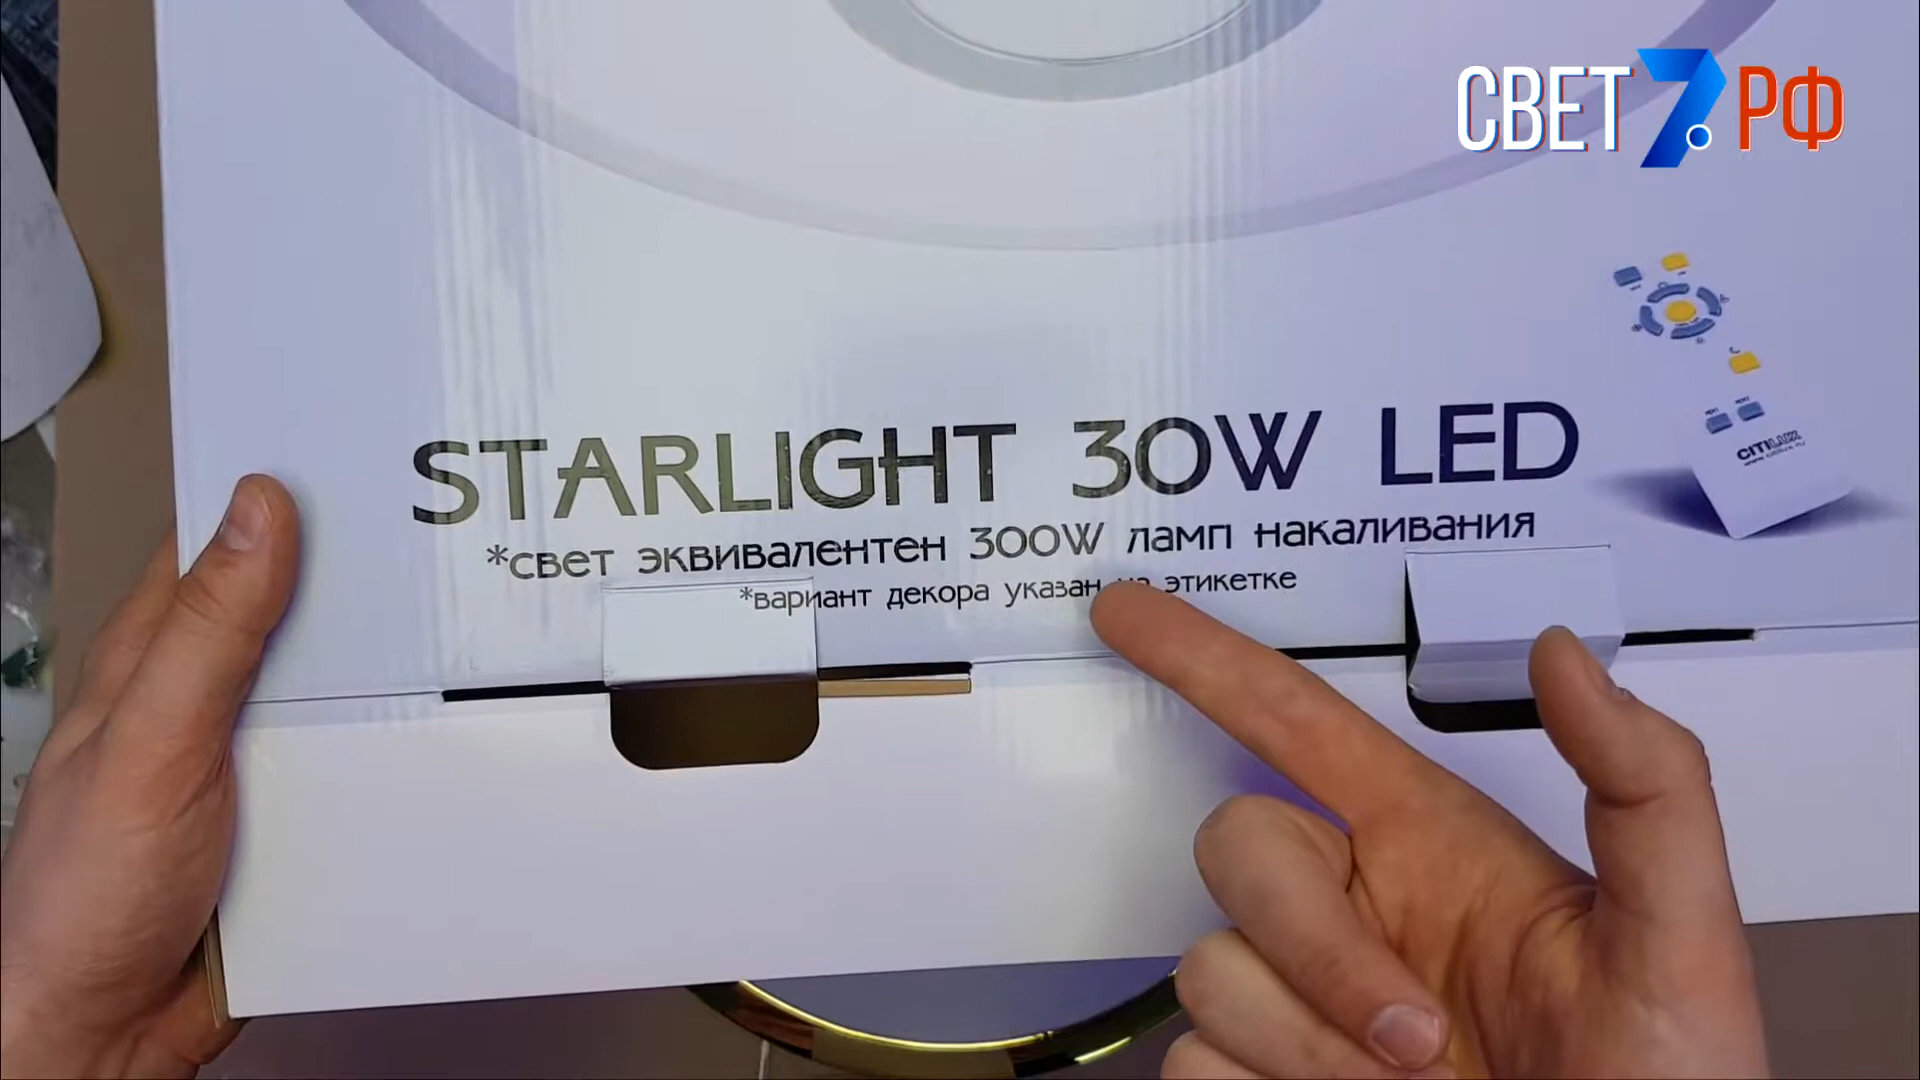 СВЕТ7.РФ
STARLIGHT 30W LED
*свет эквивалентен 300W ламп накаливания
*вариант декора указан на этикетке
CITILUX